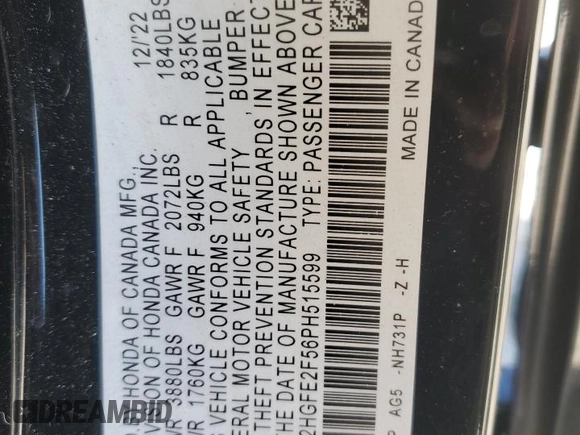 HONDA OF CANADA MFG., 12/'22
SION OF HONDA CANADA INC.
3880LBS GAWR F 2072LBS R 1840LBS
1760KG GAWR F 940KG R 835KG
VEHICLE CONFORMS TO ALL APPLICABLE
ERAL MOTOR VEHICLE SAFETY , BUMPER
THEFT PREVENTION STANDARDS IN EFFECT
THE DATE OF MANUFACTURE SHOWN ABOVE
2HGFE2F56PH515599 TYPE: PASSENGER CAR
P AG5 -NH731P -Z -H MADE IN CANADA
DREAMBID